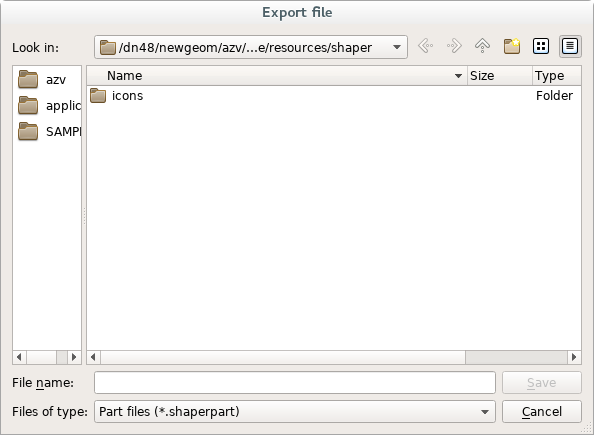 Export file
Look in: /dn48/newgeom/azv/...e/resources/shaper
Name Size Type
azv
applic
SAMPI
icons Folder
File name: Save
Files of type: Part files (*.shaperpart) Cancel